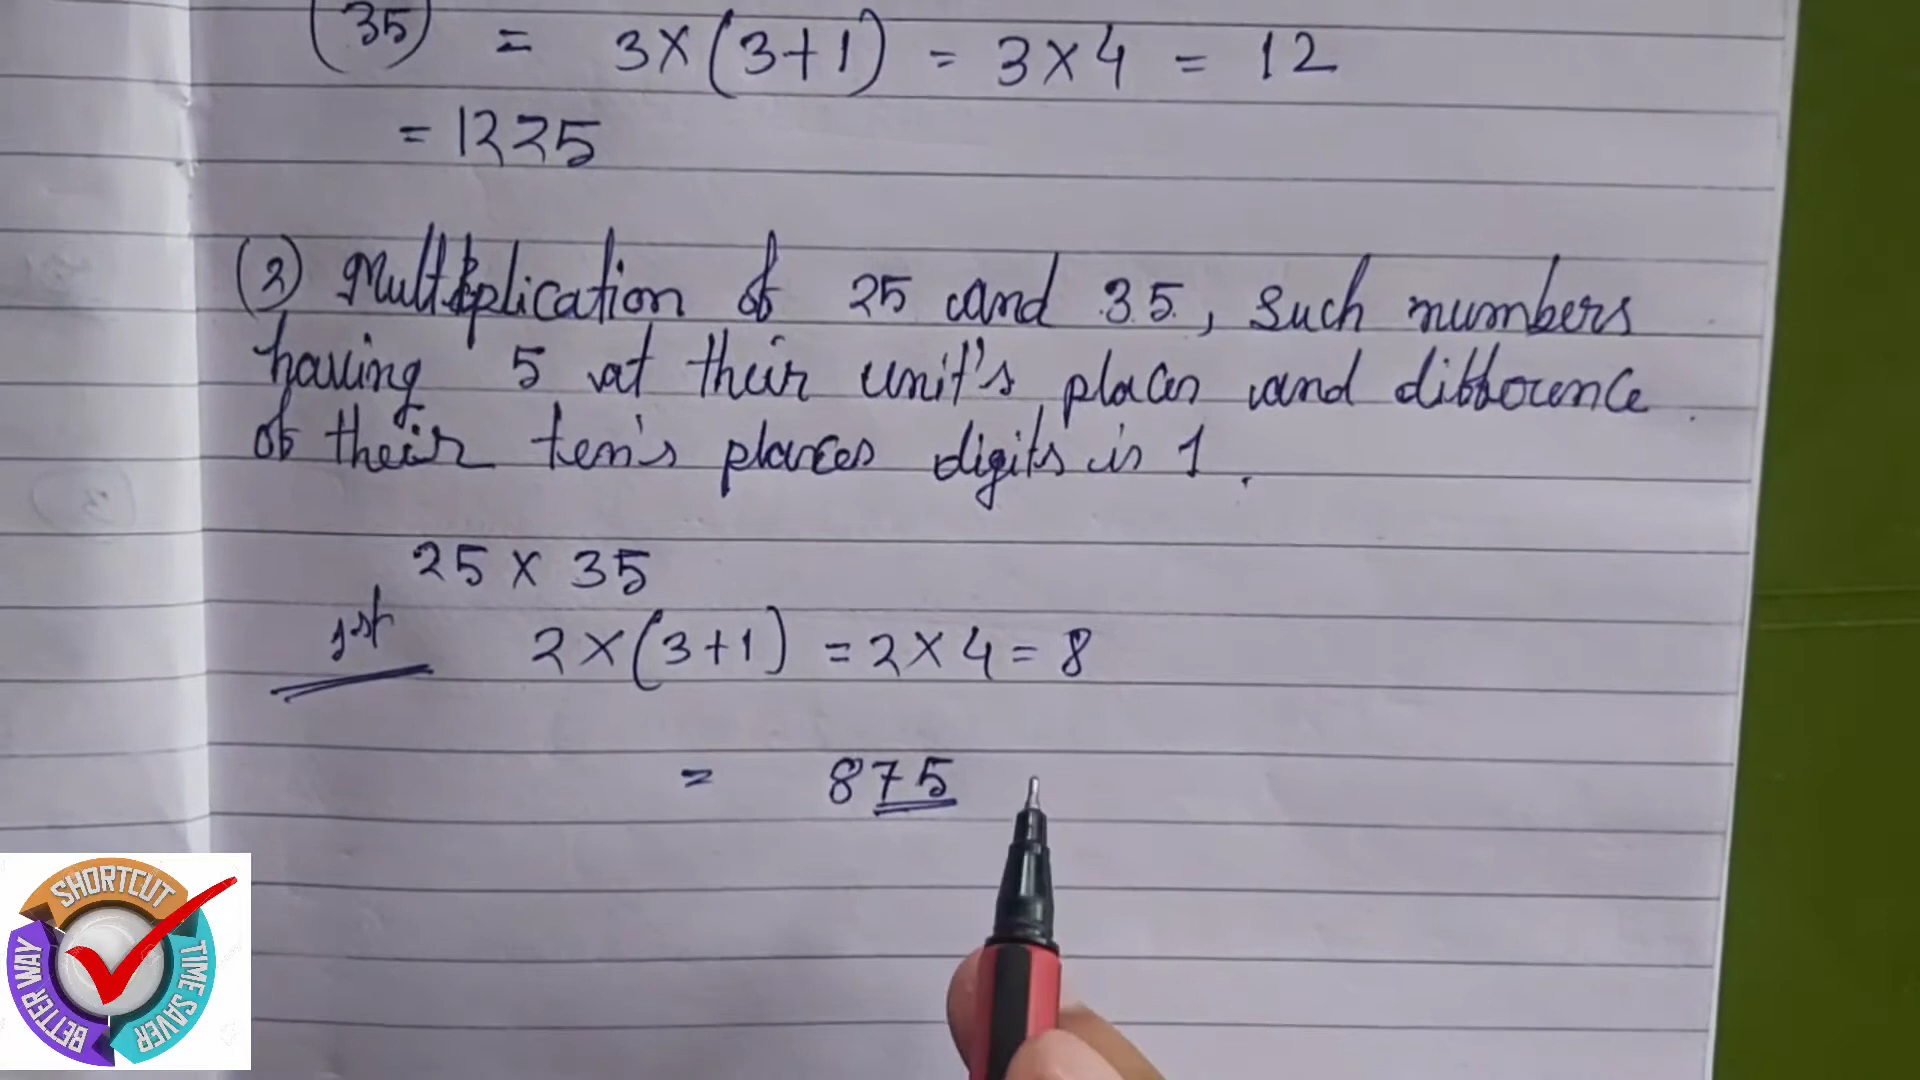 (35) = 3×(3+1) = 3×4 = 12
= 1225
(2) Multiplication of 25 and 35, such numbers
having 5 at their unit's places and difference
of their ten's places digits is 1.
25 × 35
1st 2×(3+1) = 2×4 = 8
= 875
SHORTCUT
BETTER WAY
TIME SAVER